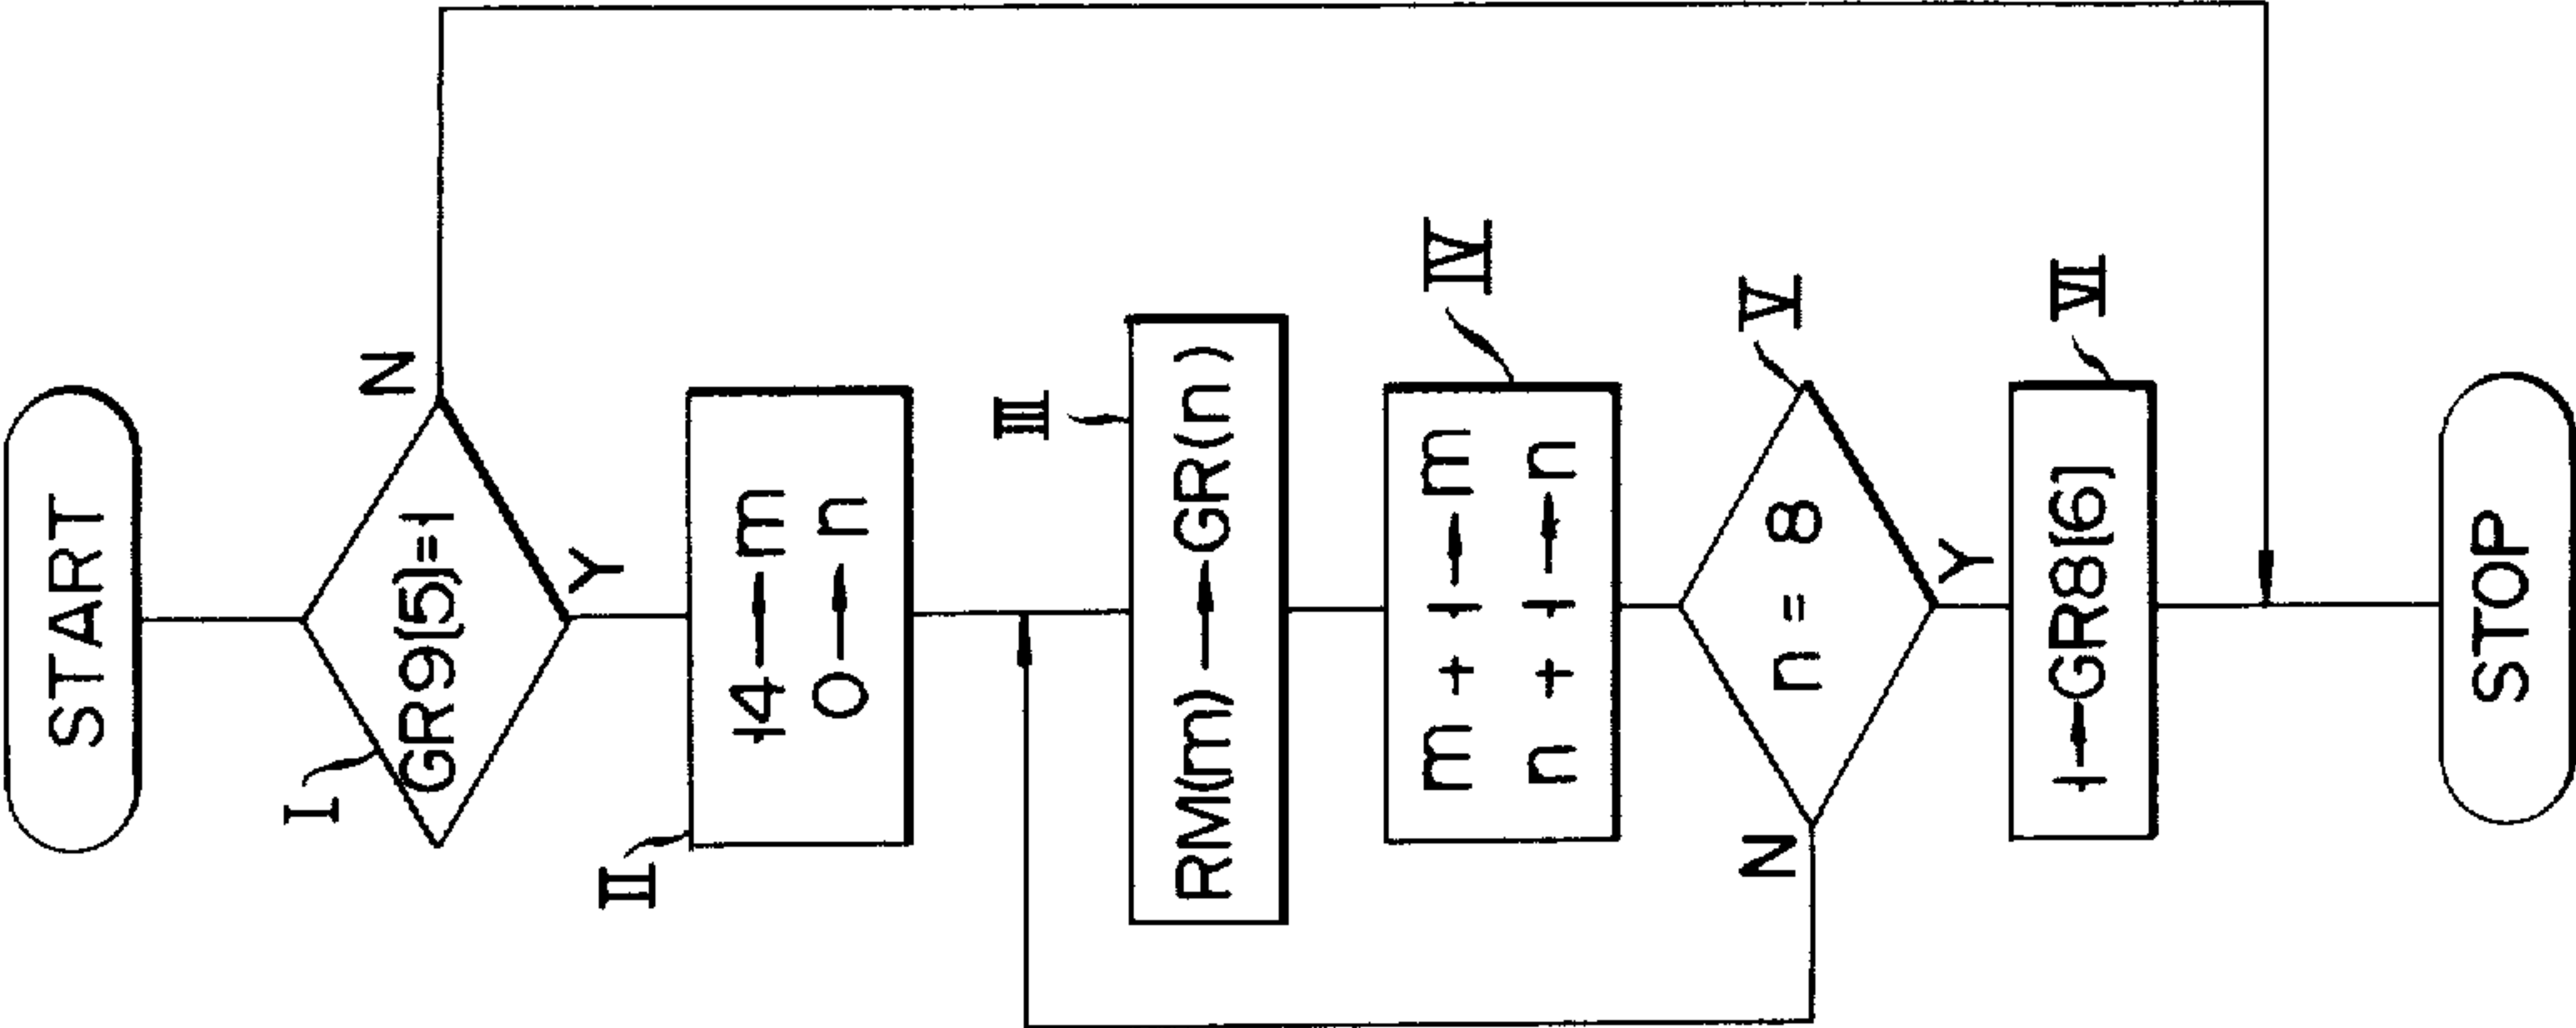 START
I
GR9[5]=1
N
Y
II
14→m
0→n
III
RM(m)→GR(n)
IV
m+1→m
n+1→n
V
n=8
N
Y
VI
1→GR8[6]
STOP